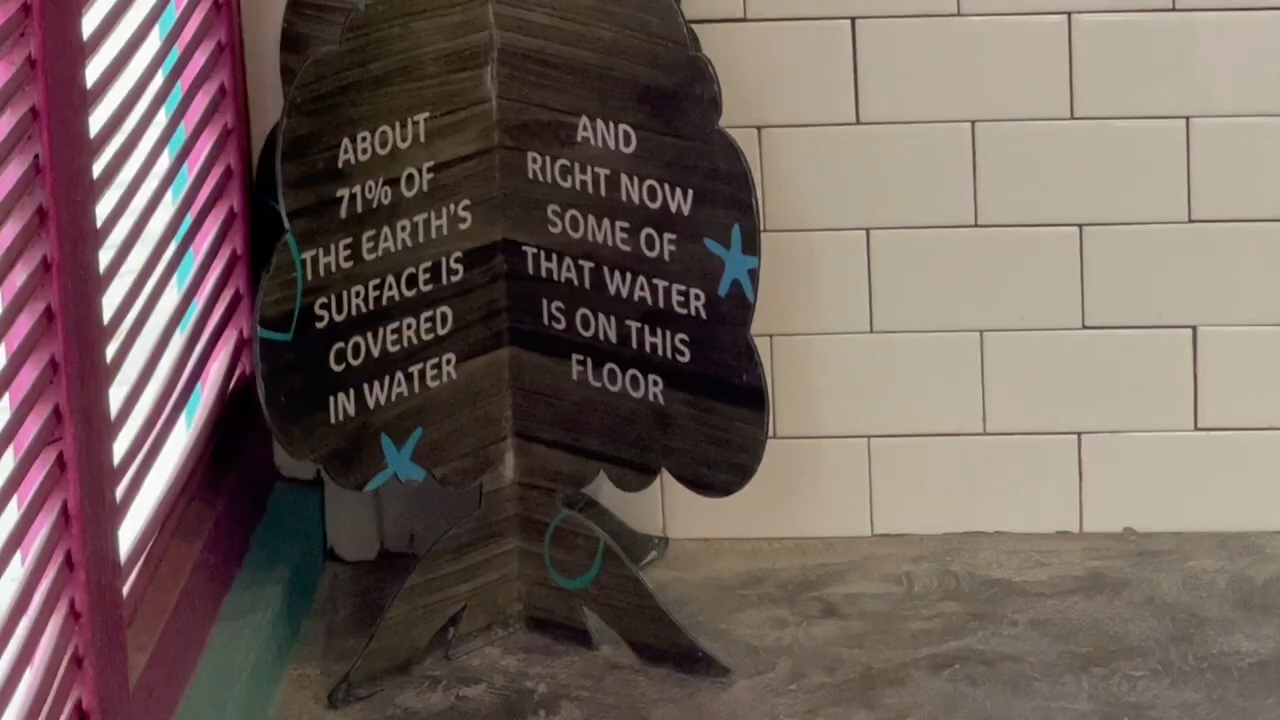 ABOUT
71% OF
THE EARTH'S
SURFACE IS
COVERED
IN WATER
AND
RIGHT NOW
SOME OF
THAT WATER
IS ON THIS
FLOOR